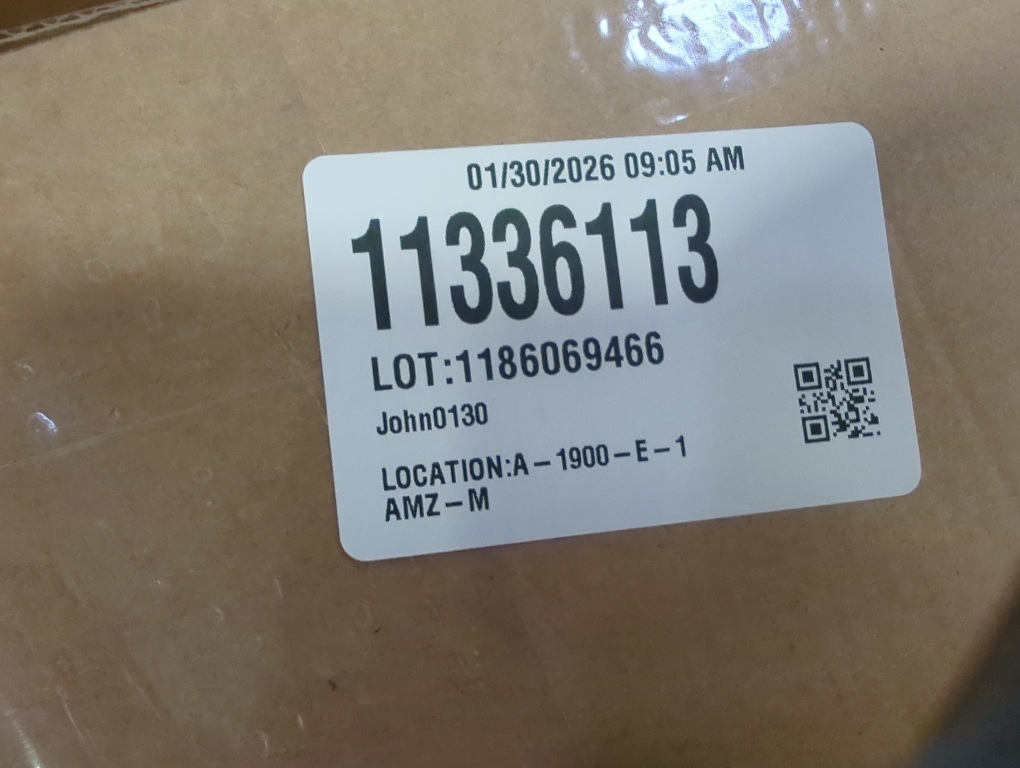 01/30/2026 09:05 AM
11336113
LOT:1186069466
John0130
LOCATION:A-1900-E-1
AMZ-M